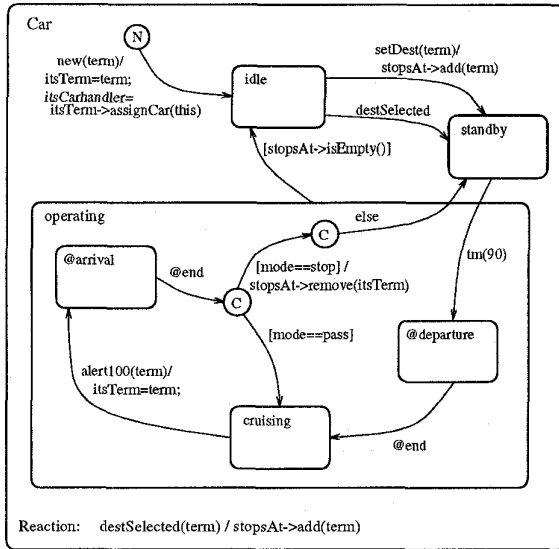 Car
N
new(term)/
itsTerm=term;
itsCarhandler=
itsTerm->assignCar(this)
idle
setDest(term)/
stopsAt->add(term)
destSelected
standby
[stopsAt->isEmpty()]
operating
else
C
@arrival
@end
[mode==stop] /
stopsAt->remove(itsTerm)
C
tm(90)
[mode==pass]
@departure
alert100(term)/
itsTerm=term;
cruising
@end
Reaction: destSelected(term) / stopsAt->add(term)